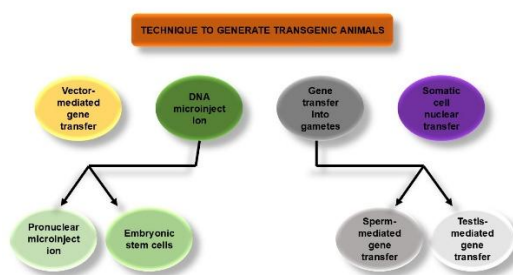 TECHNIQUE TO GENERATE TRANSGENIC ANIMALS
Vector-
mediated
gene
transfer
DNA
microinject
ion
Gene
transfer
into
gametes
Somatic
cell
nuclear
transfer
Pronuclear
microinject
ion
Embryonic
stem cells
Sperm-
mediated
gene
transfer
Testis-
mediated
gene
transfer